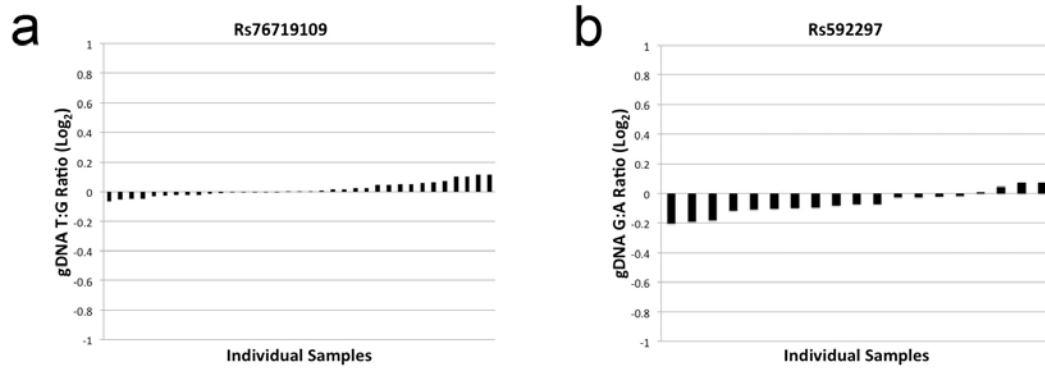 a
Rs76719109
1
0.8
0.6
0.4
0.2
0
-0.2
-0.4
-0.6
-0.8
-1
gDNA T:G Ratio (Log2)
Individual Samples
b
Rs592297
1
0.8
0.6
0.4
0.2
0
-0.2
-0.4
-0.6
-0.8
-1
gDNA G:A Ratio (Log2)
Individual Samples